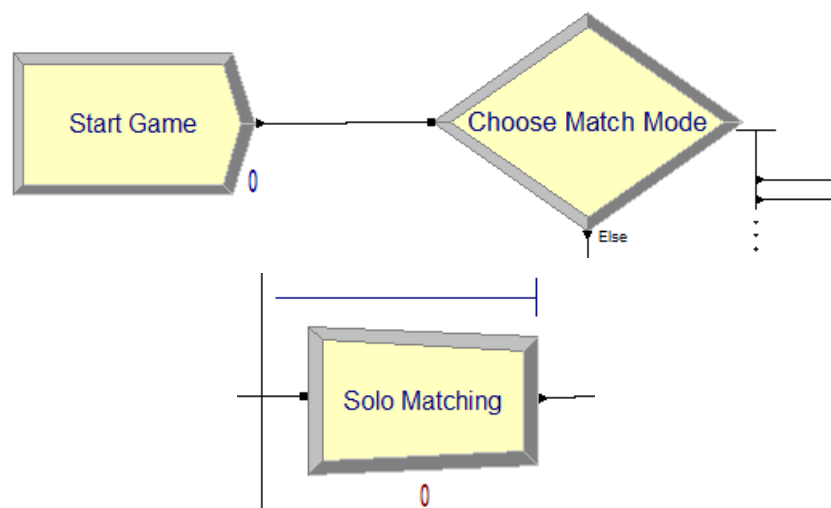 Start Game
0
Choose Match Mode
Else
Solo Matching
0